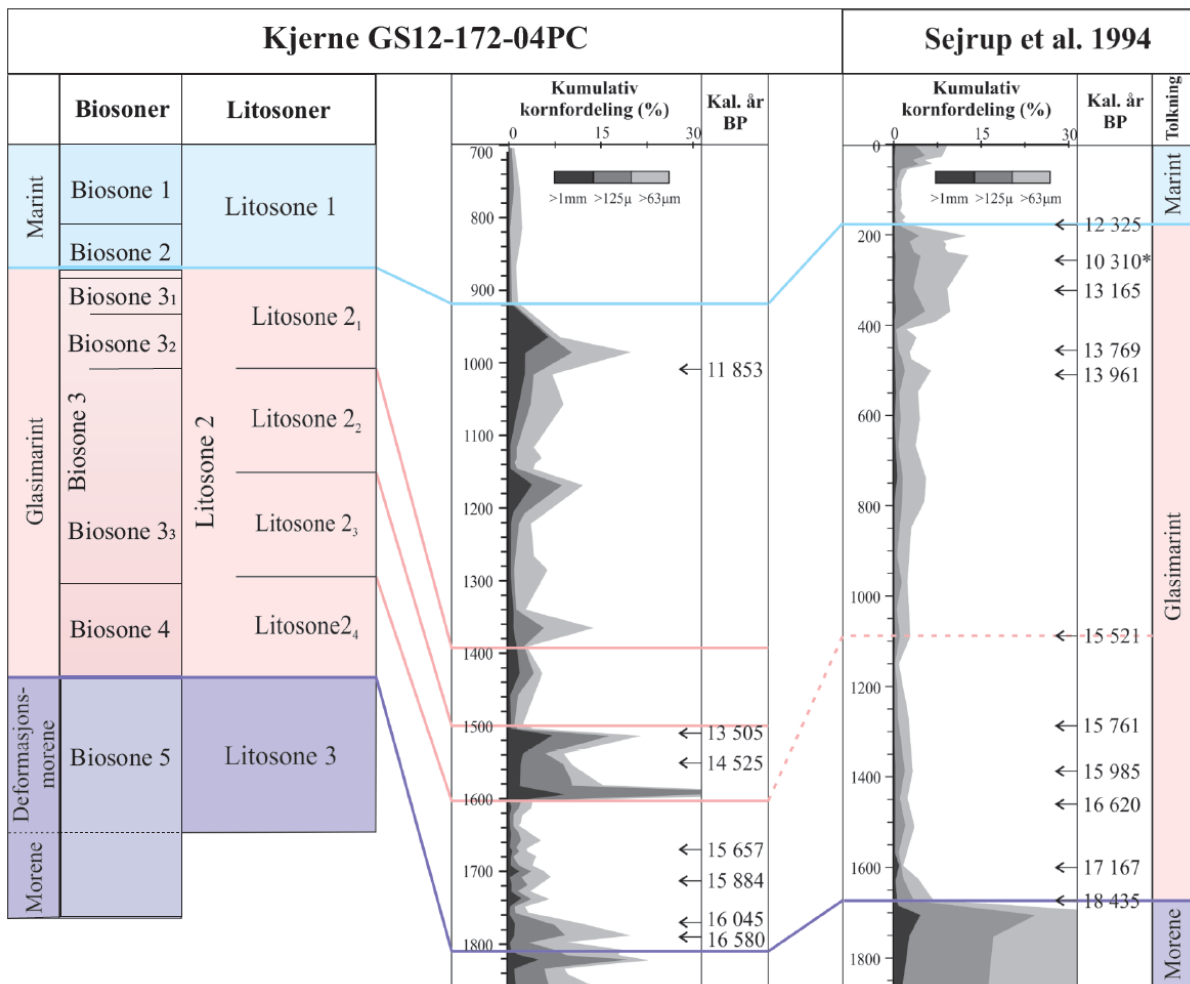 Kjerne GS12-172-04PC
Sejrup et al. 1994
Biosoner
Litosoner
Kumulativ
kornfordeling (%)
Kal. år
BP
Kumulativ
kornfordeling (%)
Kal. år
BP
Tolkning
0 15 30
0 15 30
Marint
Glasimarint
Deformasjons-
morene
Morene
Biosone 1
Biosone 2
Biosone 3₁
Biosone 3₂
Biosone 3
Biosone 3₃
Biosone 4
Biosone 5
Litosone 1
Litosone 2
Litosone 2₁
Litosone 2₂
Litosone 2₃
Litosone2₄
Litosone 3
700
800
900
1000
1100
1200
1300
1400
1500
1600
1700
1800
>1mm >125µ >63µm
11 853
13 505
14 525
15 657
15 884
16 045
16 580
0
200
400
600
800
1000
1200
1400
1600
1800
>1mm >125µ >63µm
12 325
10 310*
13 165
13 769
13 961
15 521
15 761
15 985
16 620
17 167
18 435
Marint
Glasimarint
Morene